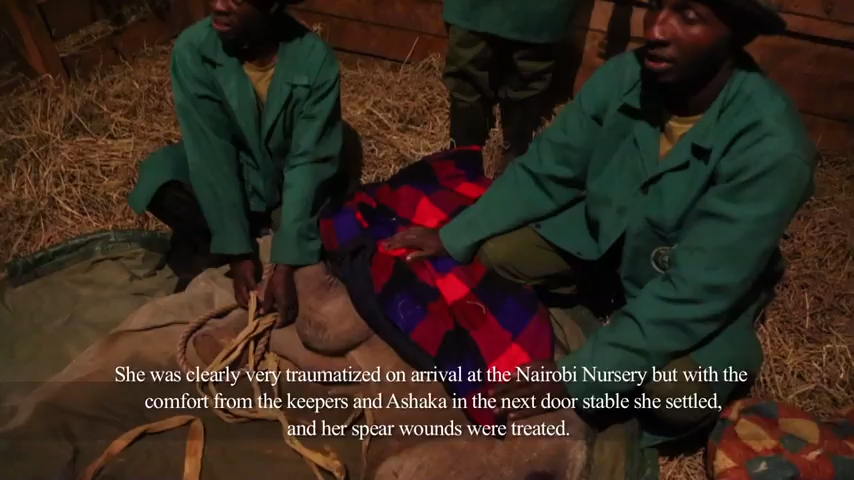 She was clearly very traumatized on arrival at the Nairobi Nursery but with the
comfort from the keepers and Ashaka in the next door stable she settled,
and her spear wounds were treated.